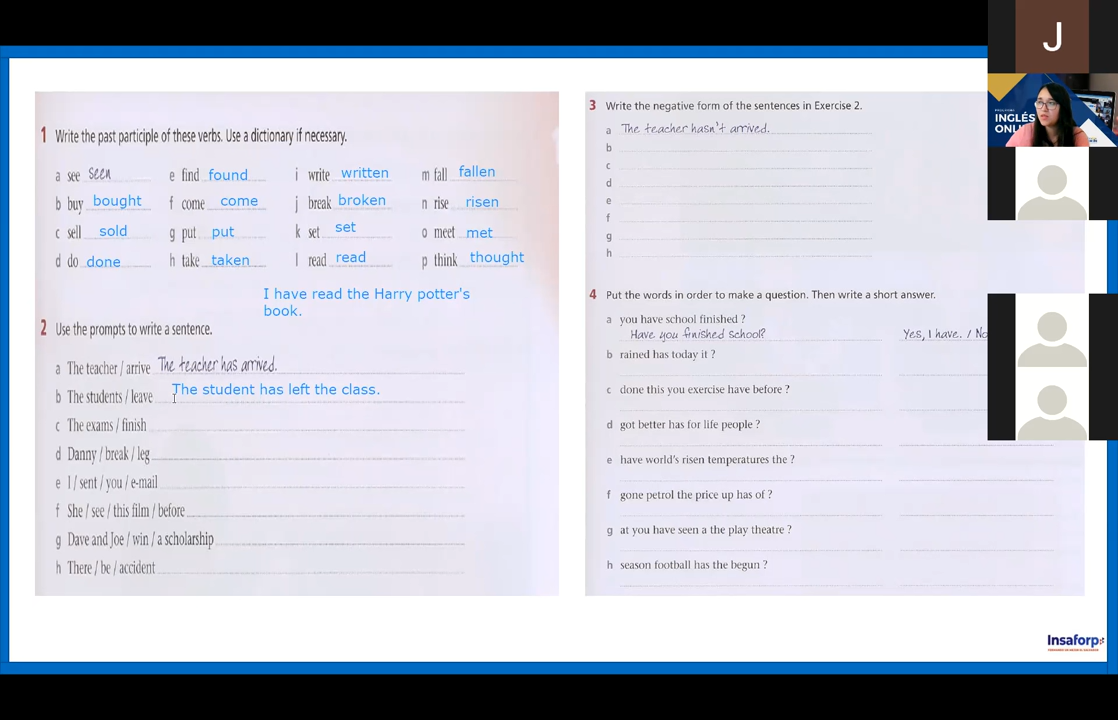 J
INGLÉS
ONLI
1 Write the past participle of these verbs. Use a dictionary if necessary.
a see seen e find found i write written m fall fallen
b buy bought f come come j break broken n rise risen
c sell sold g put put k set set o meet met
d do done h take taken l read read p think thought
I have read the Harry potter's
book.
2 Use the prompts to write a sentence.
a The teacher / arrive The teacher has arrived.
b The students / leave The student has left the class.
c The exams / finish
d Danny / break / leg
e I / sent / you / e-mail
f She / see / this film / before
g Dave and Joe / win / a scholarship
h There / be / accident
3 Write the negative form of the sentences in Exercise 2.
a The teacher hasn't arrived.
b
c
d
e
f
g
h
4 Put the words in order to make a question. Then write a short answer.
a you have school finished ?
Have you finished school? Yes, I have. / No
b rained has today it ?
c done this you exercise have before ?
d got better has for life people ?
e have world's risen temperatures the ?
f gone petrol the price up has of ?
g at you have seen a the play theatre ?
h season football has the begun ?
Insaforp